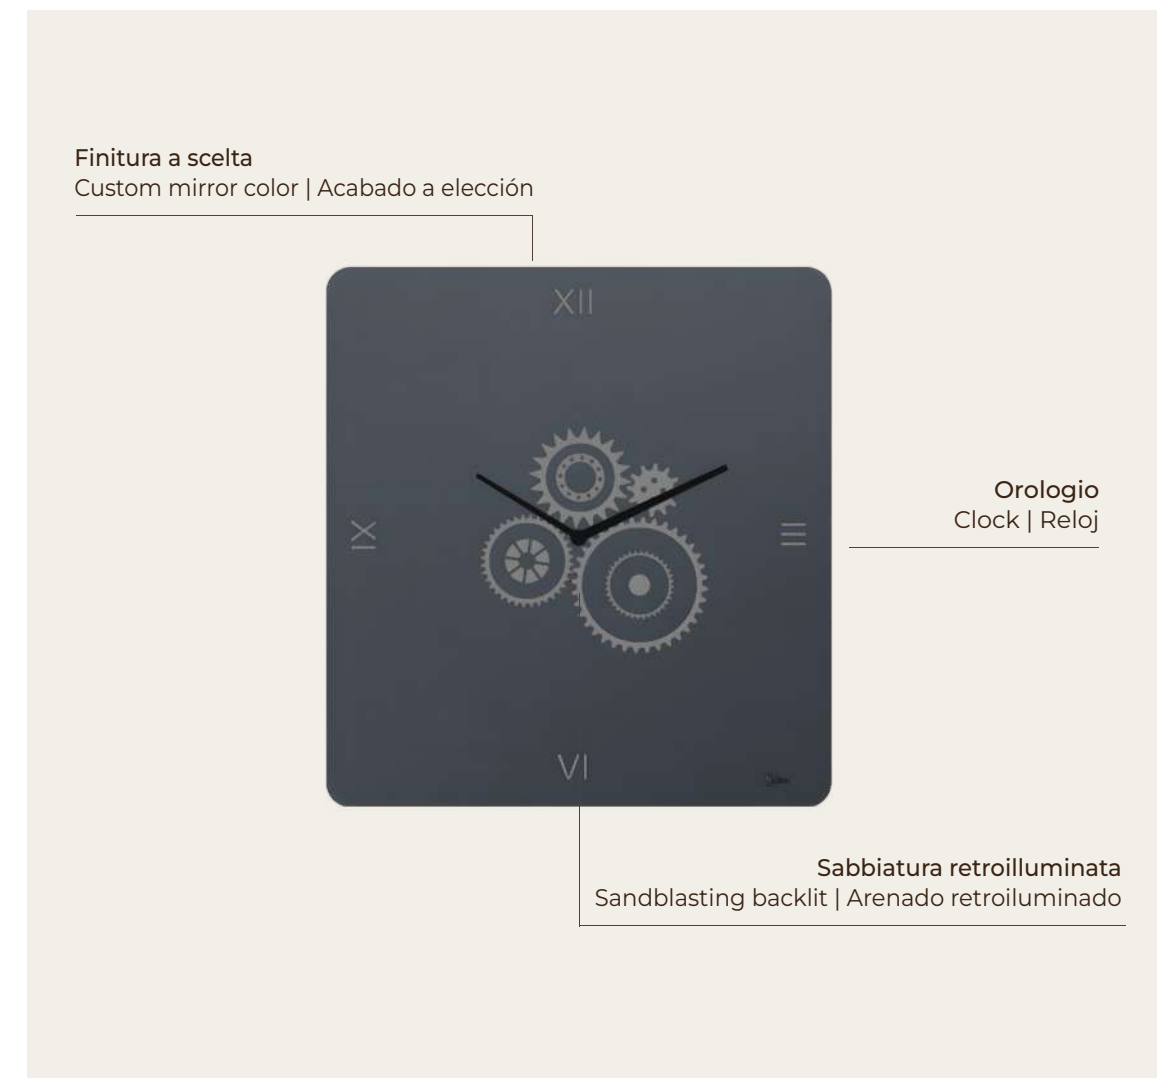 Finitura a scelta
Custom mirror color | Acabado a elección
XII
Orologio
Clock | Reloj
IX
III
VI
Sabbiatura retroilluminata
Sandblasting backlit | Arenado retroiluminado